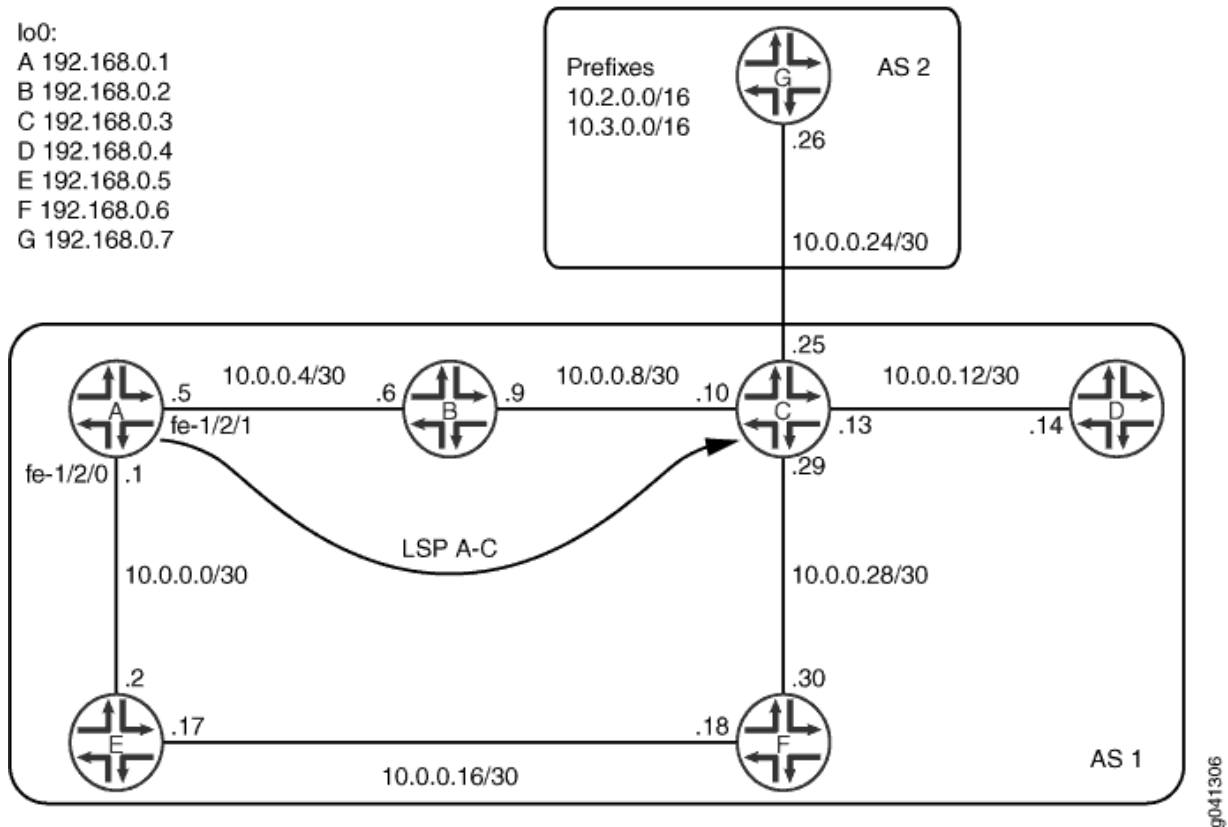 lo0:
A 192.168.0.1
B 192.168.0.2
C 192.168.0.3
D 192.168.0.4
E 192.168.0.5
F 192.168.0.6
G 192.168.0.7
Prefixes
10.2.0.0/16
10.3.0.0/16
G
AS 2
.26
10.0.0.24/30
.25
A
.5
10.0.0.4/30
.6
B
.9
10.0.0.8/30
.10
C
10.0.0.12/30
.13
.14
D
fe-1/2/1
fe-1/2/0
.1
.29
LSP A-C
10.0.0.0/30
10.0.0.28/30
.2
.30
E
.17
10.0.0.16/30
.18
F
AS 1
g041306